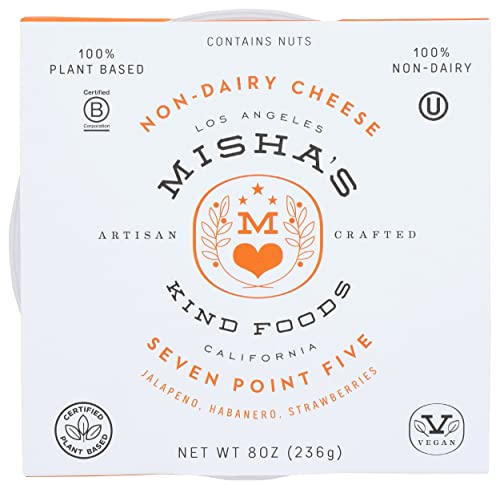 CONTAINS NUTS
100%
PLANT BASED
100%
NON-DAIRY
Certified
B
Corporation
U
NON-DAIRY CHEESE
LOS ANGELES
MISHA'S
M
ARTISAN CRAFTED
KIND FOODS
CALIFORNIA
SEVEN POINT FIVE
JALAPENO, HABANERO, STRAWBERRIES
CERTIFIED
PLANT BASED
V
VEGAN
NET WT 8OZ (236g)